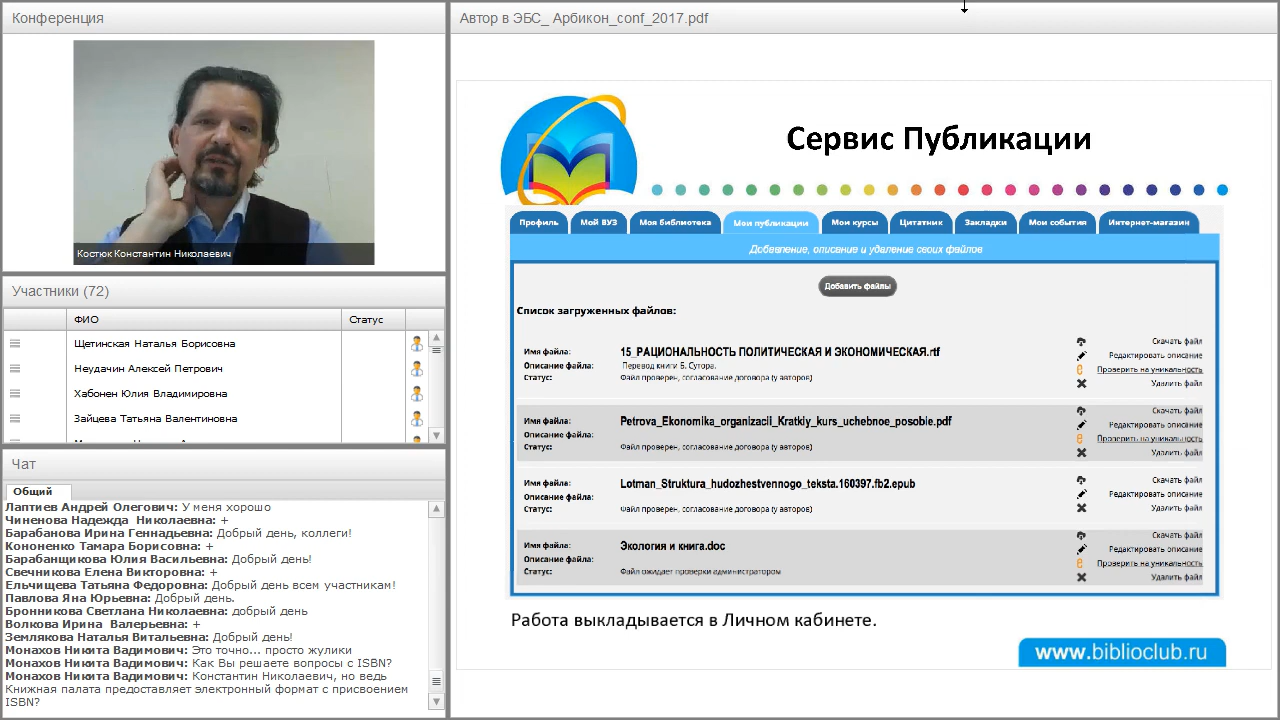 Конференция
Костюк Константин Николаевич
Участники (72)
ФИО Статус
Щетинская Наталья Борисовна
Неудачин Алексей Петрович
Хабонен Юлия Владимировна
Зайцева Татьяна Валентиновна
Чат
Общий
Лаптиев Андрей Олегович: У меня хорошо
Чиненова Надежда Николаевна: +
Барабанова Ирина Геннадьевна: Добрый день, коллеги!
Кононенко Тамара Борисовна: +
Барабанщикова Юлия Васильевна: Добрый день!
Свечникова Елена Викторовна: +
Ельчищева Татьяна Федоровна: Добрый день всем участникам!
Павлова Яна Юрьевна: Добрый день.
Бронникова Светлана Николаевна: добрый день
Волкова Ирина Валерьевна: +
Землякова Наталья Витальевна: Добрый день!
Монахов Никита Вадимович: Это точно... просто жулики
Монахов Никита Вадимович: Как Вы решаете вопросы с ISBN?
Монахов Никита Вадимович: Константин Николаевич, но ведь
Книжная палата предоставляет электронный формат с присвоением
ISBN?
Автор в ЭБС_ Арбикон_conf_2017.pdf
Сервис Публикации
Профиль Мой ВУЗ Моя библиотека Мои публикации Мои курсы Цитатник Закладки Мои события Интернет-магазин
Добавление, описание и удаление своих файлов
Добавить файлы
Список загруженных файлов:
Имя файла: 15_РАЦИОНАЛЬНОСТЬ ПОЛИТИЧЕСКАЯ И ЭКОНОМИЧЕСКАЯ.rtf
Описание файла: Перевод книги Б. Сутора.
Статус: Файл проверен, согласование договора (у авторов)
Скачать файл
Редактировать описание
Проверить на уникальность
Удалить файл
Имя файла: Petrova_Ekonomika_organizacii_Kratkiy_kurs_uchebnoe_posobie.pdf
Описание файла:
Статус: Файл проверен, согласование договора (у авторов)
Скачать файл
Редактировать описание
Проверить на уникальность
Удалить файл
Имя файла: Lotman_Struktura_hudozhestvennogo_teksta.160397.fb2.epub
Описание файла:
Статус: Файл проверен, согласование договора (у авторов)
Скачать файл
Редактировать описание
Удалить файл
Имя файла: Экология и книга.doc
Описание файла:
Статус: Файл ожидает проверки администратором
Скачать файл
Редактировать описание
Проверить на уникальность
Удалить файл
Работа выкладывается в Личном кабинете.
www.biblioclub.ru